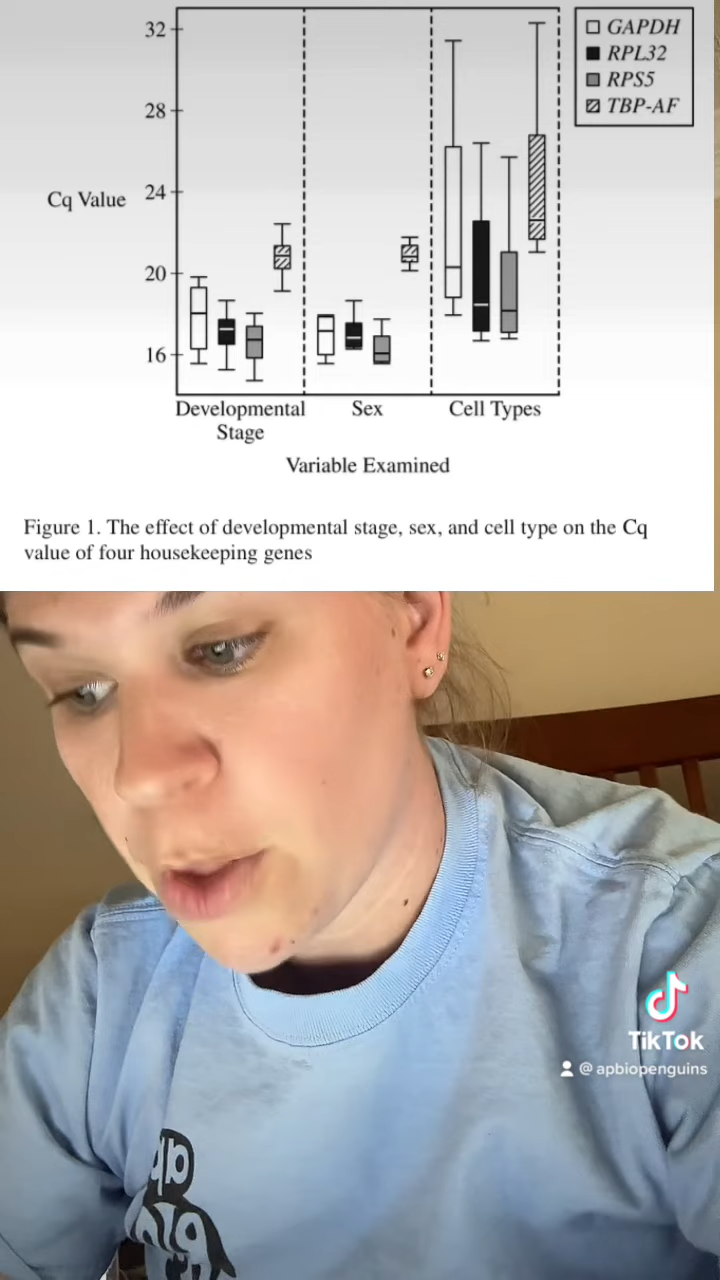 32
28
24
20
16
Cq Value
GAPDH
RPL32
RPS5
TBP-AF
Developmental
Stage
Sex
Cell Types
Variable Examined
Figure 1. The effect of developmental stage, sex, and cell type on the Cq
value of four housekeeping genes
TikTok
@apbiopenguins